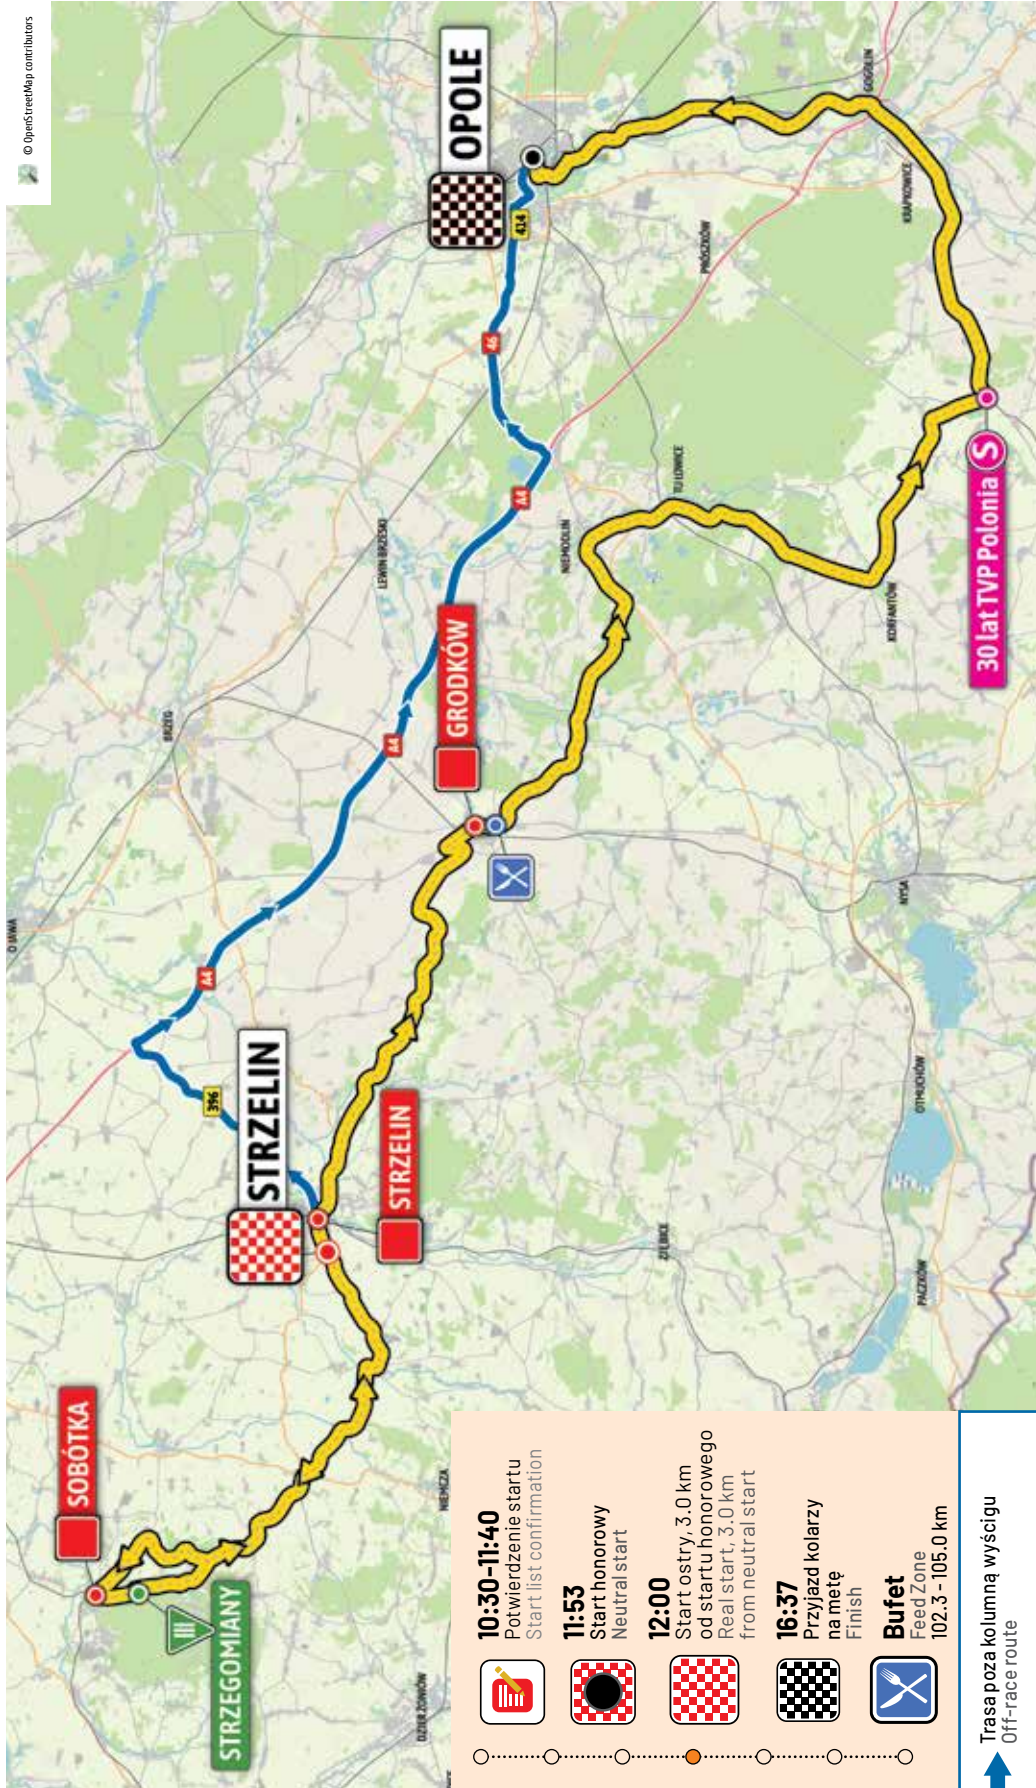 © OpenStreetMap contributors
OPOLE
414
46
A4
A4
A4
396
GOGOLIN
KRAPKOWICE
PRÓSZKÓW
TUŁOWICE
NIEMODLIN
LEWIN BRZESKI
KORFANTÓW
30 lat TVP Polonia
S
GRODKÓW
BRZEG
NYSA
OTMUCHÓW
PACZKÓW
ZIĘBICE
STRZELIN
STRZELIN
SOBÓTKA
STRZEGOMIANY
NIEMCZA
10:30-11:40
Potwierdzenie startu
Start list confirmation
11:53
Start honorowy
Neutral start
12:00
Start ostry, 3.0 km
od startu honorowego
Real start, 3.0 km
from neutral start
16:37
Przyjazd kolarzy
na metę
Finish
Bufet
Feed Zone
102.3 - 105.0 km
Trasa poza kolumną wyścigu
Off-race route